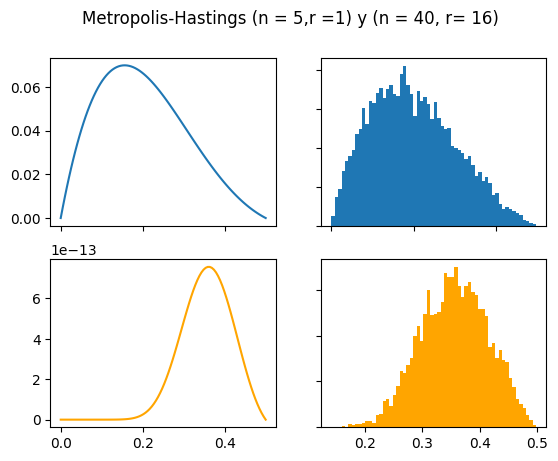 Metropolis-Hastings (n = 5,r =1) y (n = 40, r= 16)
0.06
0.04
0.02
0.00
1e−13
6
4
2
0
0.0 0.2 0.4
0.2 0.3 0.4 0.5